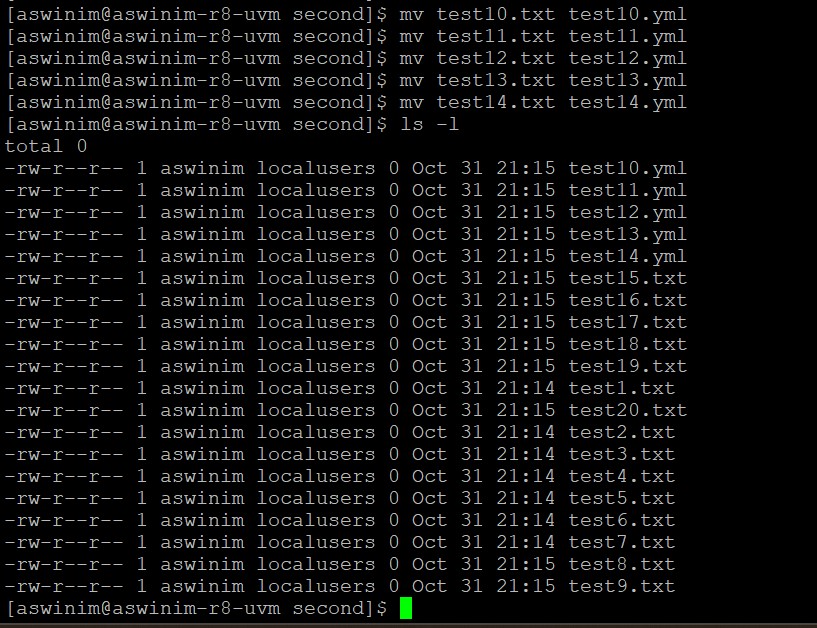 [aswinim@aswinim-r8-uvm second]$ mv test10.txt test10.yml
[aswinim@aswinim-r8-uvm second]$ mv test11.txt test11.yml
[aswinim@aswinim-r8-uvm second]$ mv test12.txt test12.yml
[aswinim@aswinim-r8-uvm second]$ mv test13.txt test13.yml
[aswinim@aswinim-r8-uvm second]$ mv test14.txt test14.yml
[aswinim@aswinim-r8-uvm second]$ ls -l
total 0
-rw-r--r-- 1 aswinim localusers 0 Oct 31 21:15 test10.yml
-rw-r--r-- 1 aswinim localusers 0 Oct 31 21:15 test11.yml
-rw-r--r-- 1 aswinim localusers 0 Oct 31 21:15 test12.yml
-rw-r--r-- 1 aswinim localusers 0 Oct 31 21:15 test13.yml
-rw-r--r-- 1 aswinim localusers 0 Oct 31 21:15 test14.yml
-rw-r--r-- 1 aswinim localusers 0 Oct 31 21:15 test15.txt
-rw-r--r-- 1 aswinim localusers 0 Oct 31 21:15 test16.txt
-rw-r--r-- 1 aswinim localusers 0 Oct 31 21:15 test17.txt
-rw-r--r-- 1 aswinim localusers 0 Oct 31 21:15 test18.txt
-rw-r--r-- 1 aswinim localusers 0 Oct 31 21:15 test19.txt
-rw-r--r-- 1 aswinim localusers 0 Oct 31 21:14 test1.txt
-rw-r--r-- 1 aswinim localusers 0 Oct 31 21:15 test20.txt
-rw-r--r-- 1 aswinim localusers 0 Oct 31 21:14 test2.txt
-rw-r--r-- 1 aswinim localusers 0 Oct 31 21:14 test3.txt
-rw-r--r-- 1 aswinim localusers 0 Oct 31 21:14 test4.txt
-rw-r--r-- 1 aswinim localusers 0 Oct 31 21:14 test5.txt
-rw-r--r-- 1 aswinim localusers 0 Oct 31 21:14 test6.txt
-rw-r--r-- 1 aswinim localusers 0 Oct 31 21:14 test7.txt
-rw-r--r-- 1 aswinim localusers 0 Oct 31 21:15 test8.txt
-rw-r--r-- 1 aswinim localusers 0 Oct 31 21:15 test9.txt
[aswinim@aswinim-r8-uvm second]$